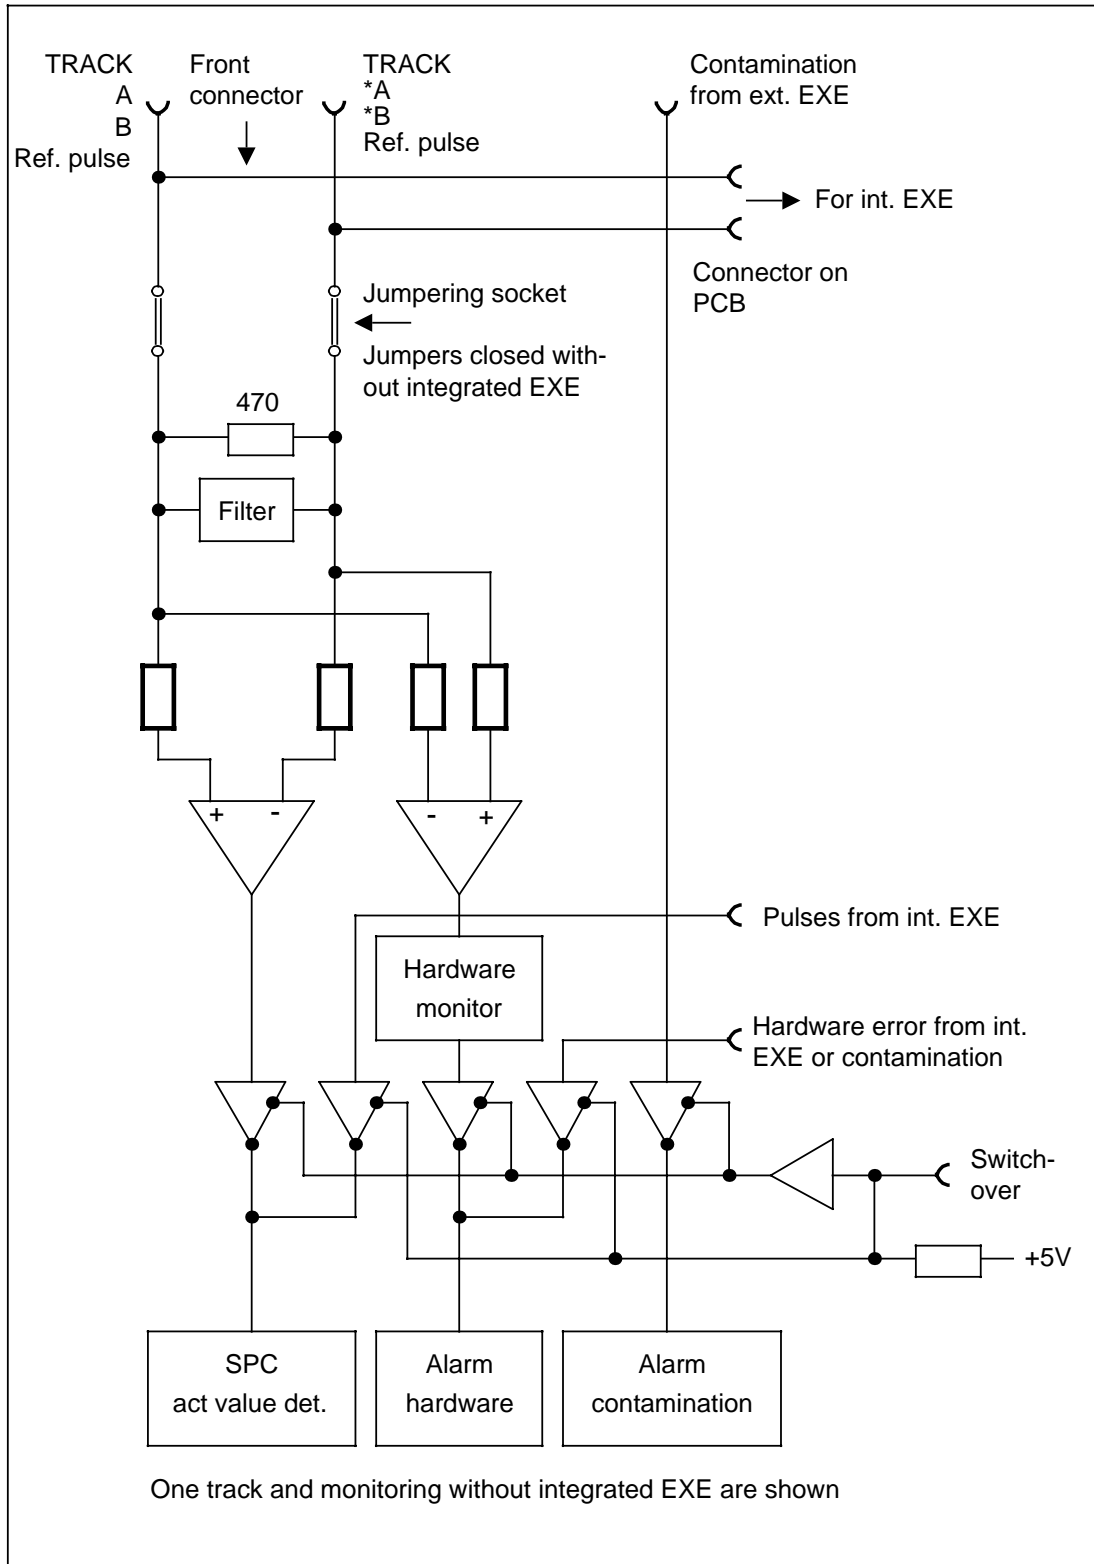 TRACK
A
B
Ref. pulse
Front
connector
TRACK
*A
*B
Ref. pulse
Contamination
from ext. EXE
For int. EXE
Connector on
PCB
Jumpering socket
Jumpers closed with-
out integrated EXE
470
Filter
+ -
- +
Pulses from int. EXE
Hardware
monitor
Hardware error from int.
EXE or contamination
Switch-
over
+5V
SPC
act value det.
Alarm
hardware
Alarm
contamination
One track and monitoring without integrated EXE are shown